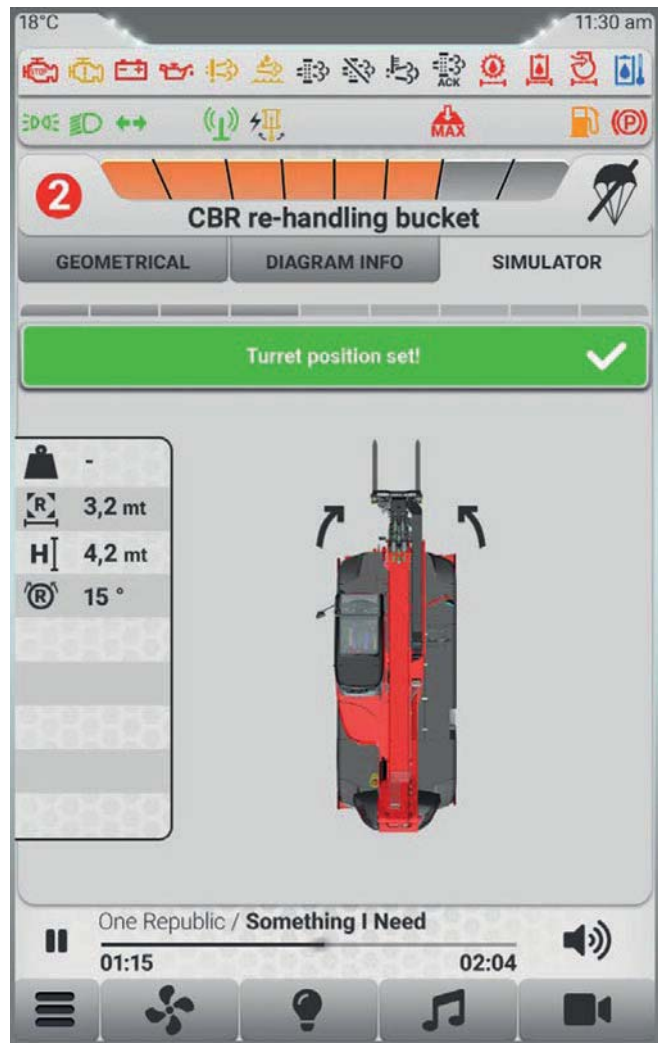 18°C 11:30 am
STOP
ACK
MAX
P
2
CBR re-handling bucket
GEOMETRICAL DIAGRAM INFO SIMULATOR
Turret position set!
-
R 3,2 mt
H 4,2 mt
R 15 °
One Republic / Something I Need
01:15 02:04